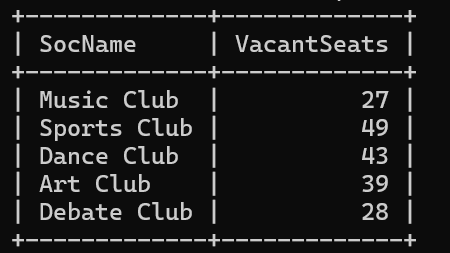 +-------------+-------------+
| SocName     | VacantSeats |
+-------------+-------------+
| Music Club  |          27 |
| Sports Club |          49 |
| Dance Club  |          43 |
| Art Club    |          39 |
| Debate Club |          28 |
+-------------+-------------+